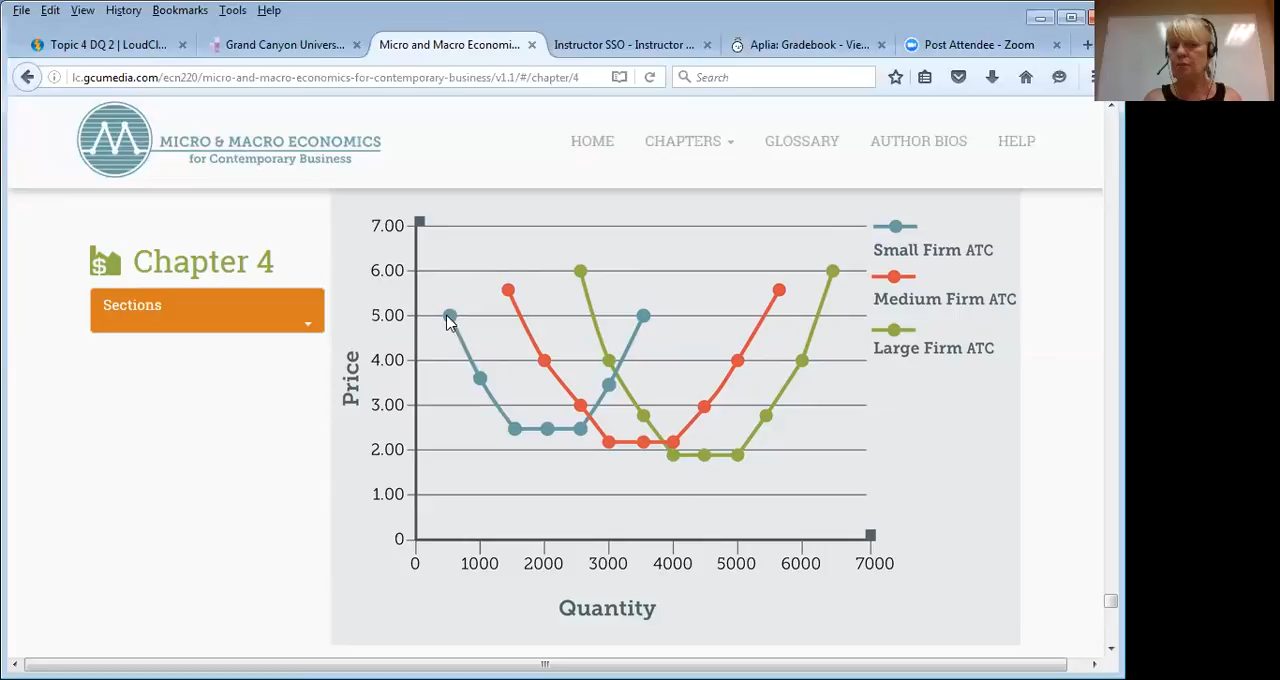 File Edit View History Bookmarks Tools Help
Topic 4 DQ 2 | LoudCl... Grand Canyon Univers... Micro and Macro Economi... Instructor SSO - Instructor ... Aplia: Gradebook - Vie... Post Attendee - Zoom
lc.gcumedia.com/ecn220/micro-and-macro-economics-for-contemporary-business/v1.1/#/chapter/4 Search
MICRO & MACRO ECONOMICS
for Contemporary Business
HOME CHAPTERS GLOSSARY AUTHOR BIOS HELP
Chapter 4
Sections
7.00
6.00
5.00
4.00
3.00
2.00
1.00
0
Price
0 1000 2000 3000 4000 5000 6000 7000
Quantity
Small Firm ATC
Medium Firm ATC
Large Firm ATC